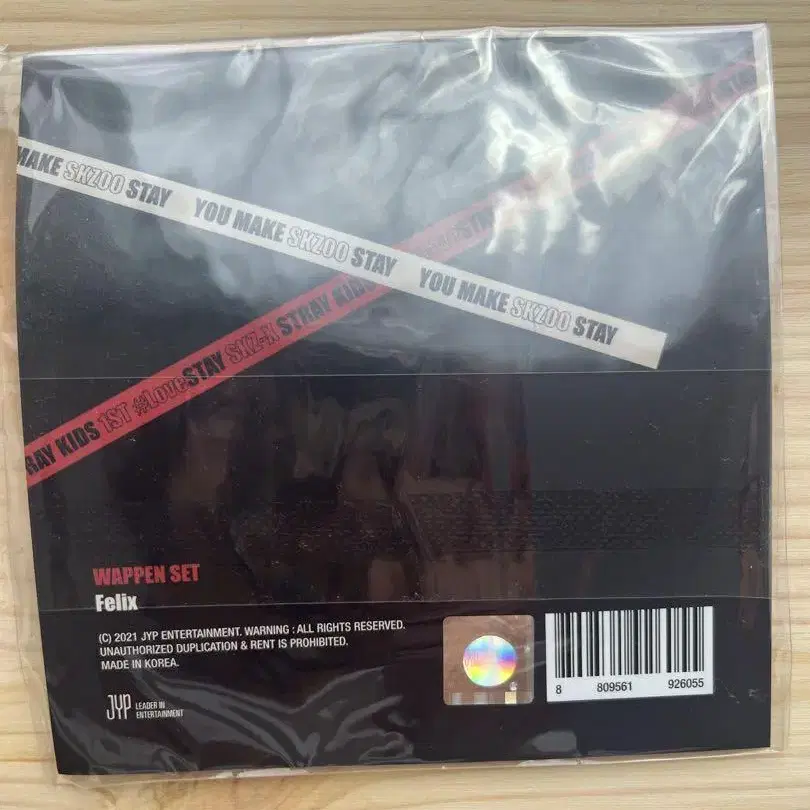 MAKE SKZOO STAY YOU MAKE SKZOO STAY YOU MAKE SKZOO STAY
RAY KIDS 1ST #LoveSTAY SKZ-X STRAY KIDS
WAPPEN SET
Felix
(C) 2021 JYP ENTERTAINMENT. WARNING : ALL RIGHTS RESERVED.
UNAUTHORIZED DUPLICATION & RENT IS PROHIBITED.
MADE IN KOREA.
JYP LEADER IN
ENTERTAINMENT
8 809561 926055